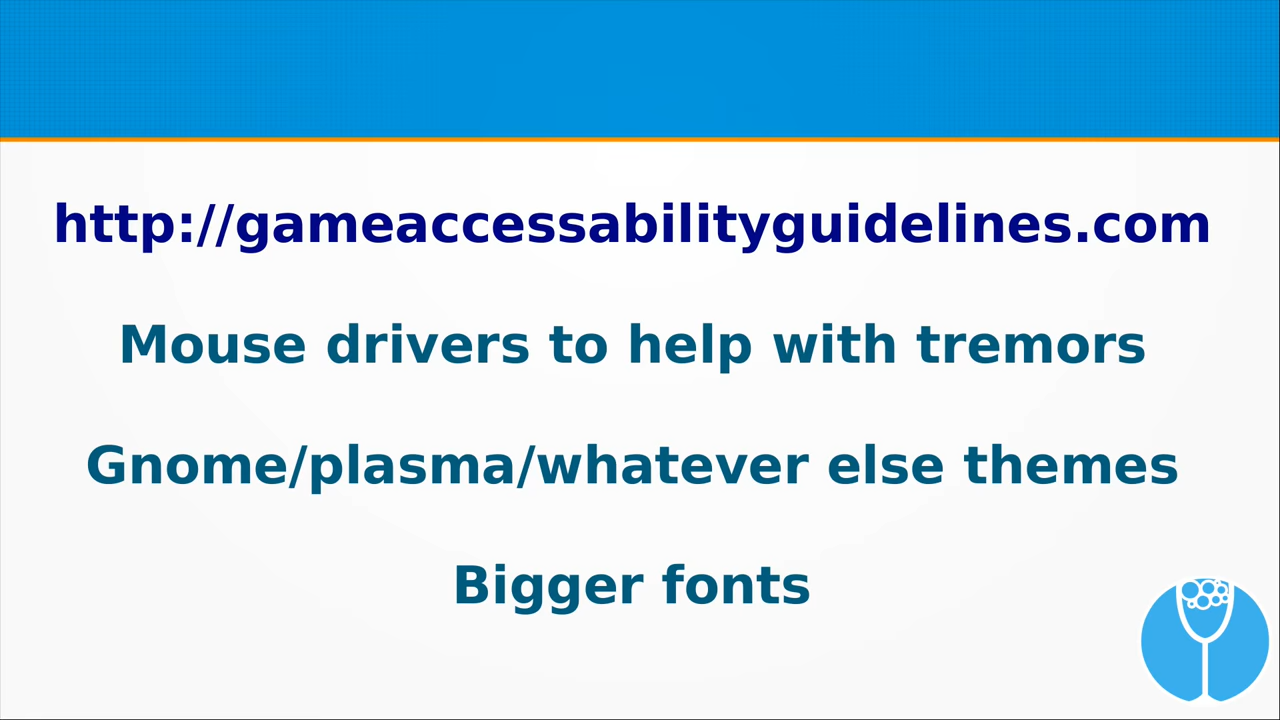 http://gameaccessabilityguidelines.com
Mouse drivers to help with tremors
Gnome/plasma/whatever else themes
Bigger fonts